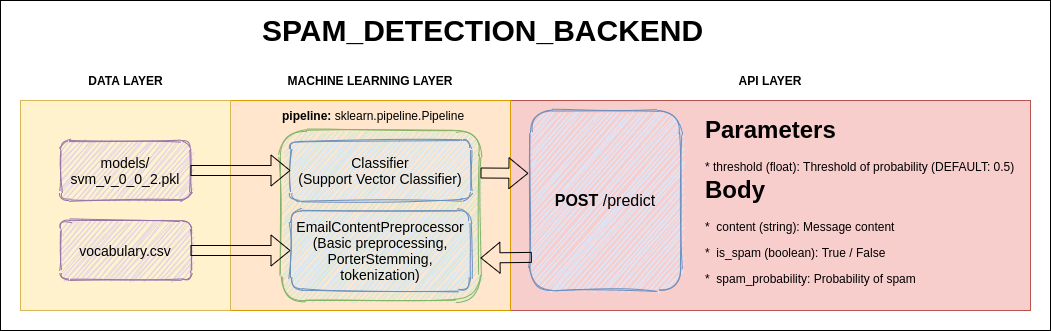 SPAM_DETECTION_BACKEND
DATA LAYER
MACHINE LEARNING LAYER
API LAYER
pipeline: sklearn.pipeline.Pipeline
models/
svm_v_0_0_2.pkl
vocabulary.csv
Classifier
(Support Vector Classifier)
EmailContentPreprocessor
(Basic preprocessing,
PorterStemming,
tokenization)
POST /predict
Parameters
* threshold (float): Threshold of probability (DEFAULT: 0.5)
Body
* content (string): Message content
* is_spam (boolean): True / False
* spam_probability: Probability of spam